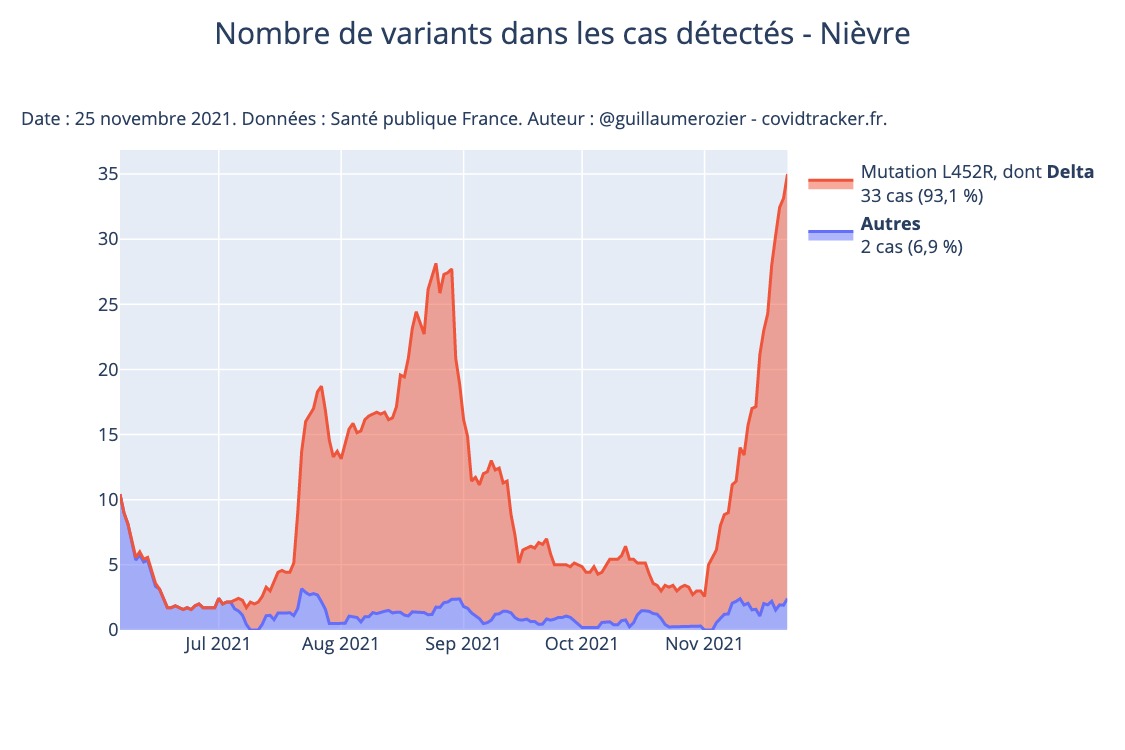 Nombre de variants dans les cas détectés - Nièvre
Date : 25 novembre 2021. Données : Santé publique France. Auteur : @guillaumerozier - covidtracker.fr.
Mutation L452R, dont Delta
33 cas (93,1 %)
Autres
2 cas (6,9 %)
35
30
25
20
15
10
5
0
Jul 2021
Aug 2021
Sep 2021
Oct 2021
Nov 2021